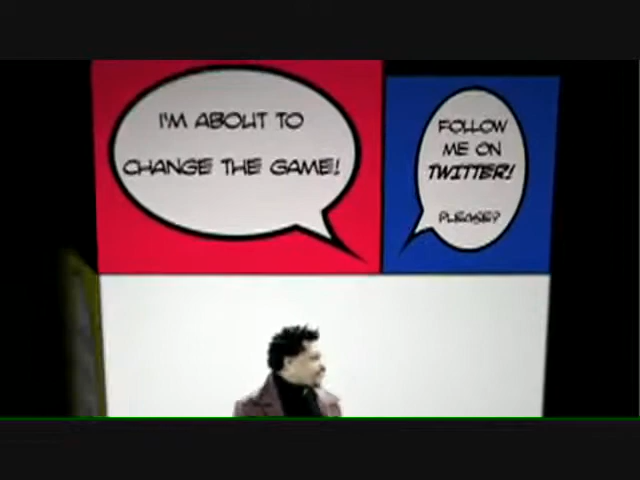 I'M ABOUT TO
CHANGE THE GAME!
FOLLOW
ME ON
TWITTER!
PLEASE?